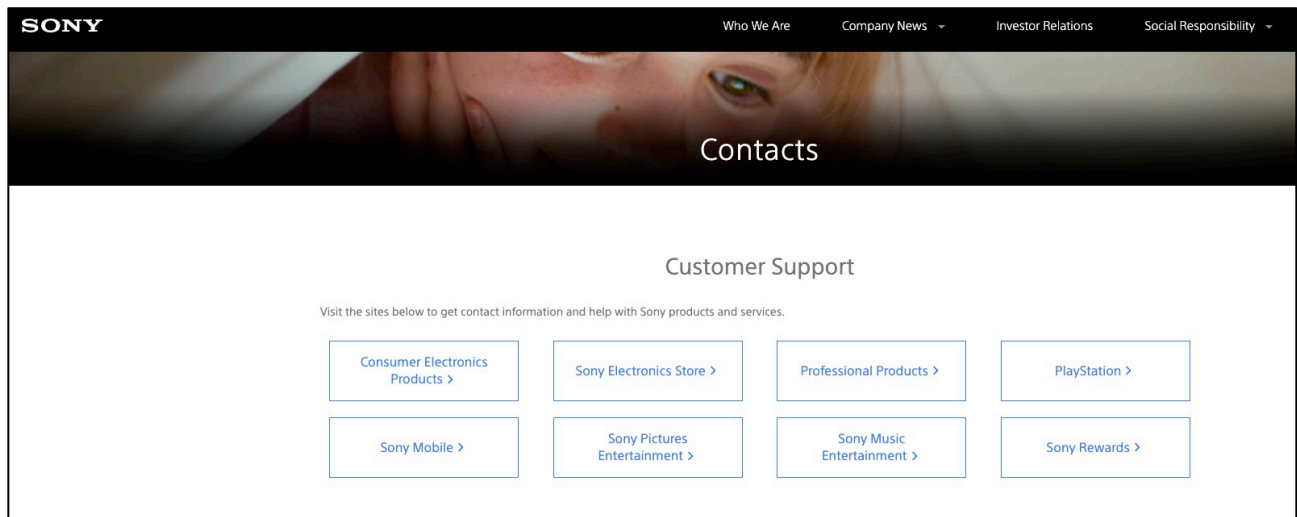 SONY
Who We Are
Company News
Investor Relations
Social Responsibility
Contacts
Customer Support
Visit the sites below to get contact information and help with Sony products and services.
Consumer Electronics
Products >
Sony Electronics Store >
Professional Products >
PlayStation >
Sony Mobile >
Sony Pictures
Entertainment >
Sony Music
Entertainment >
Sony Rewards >